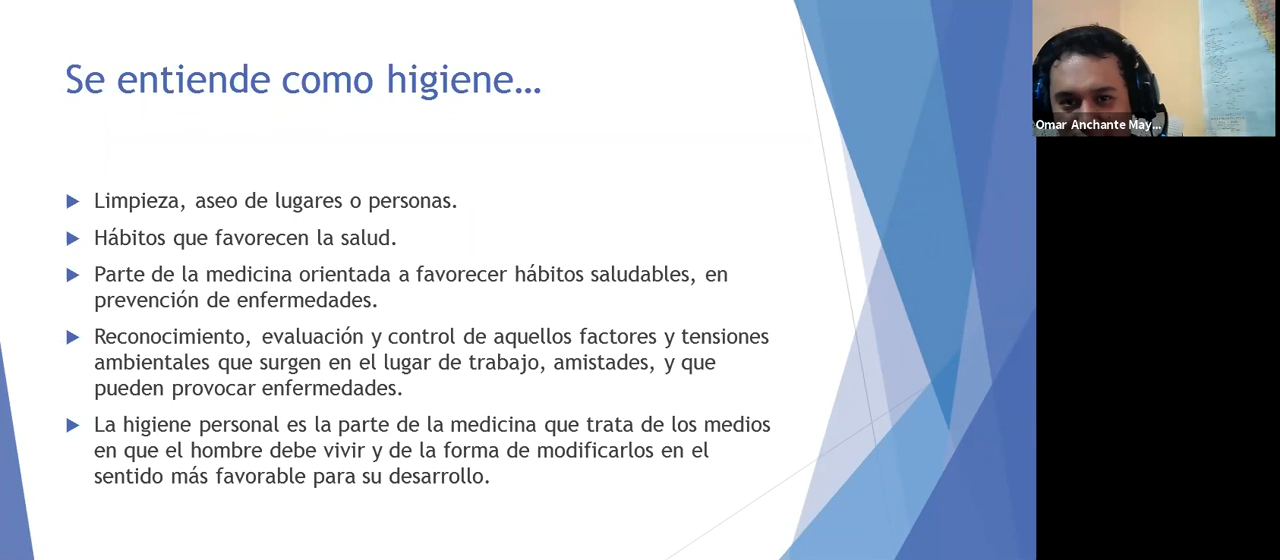 Se entiende como higiene…
Limpieza, aseo de lugares o personas.
Hábitos que favorecen la salud.
Parte de la medicina orientada a favorecer hábitos saludables, en
prevención de enfermedades.
Reconocimiento, evaluación y control de aquellos factores y tensiones
ambientales que surgen en el lugar de trabajo, amistades, y que
pueden provocar enfermedades.
La higiene personal es la parte de la medicina que trata de los medios
en que el hombre debe vivir y de la forma de modificarlos en el
sentido más favorable para su desarrollo.
Omar Anchante May...